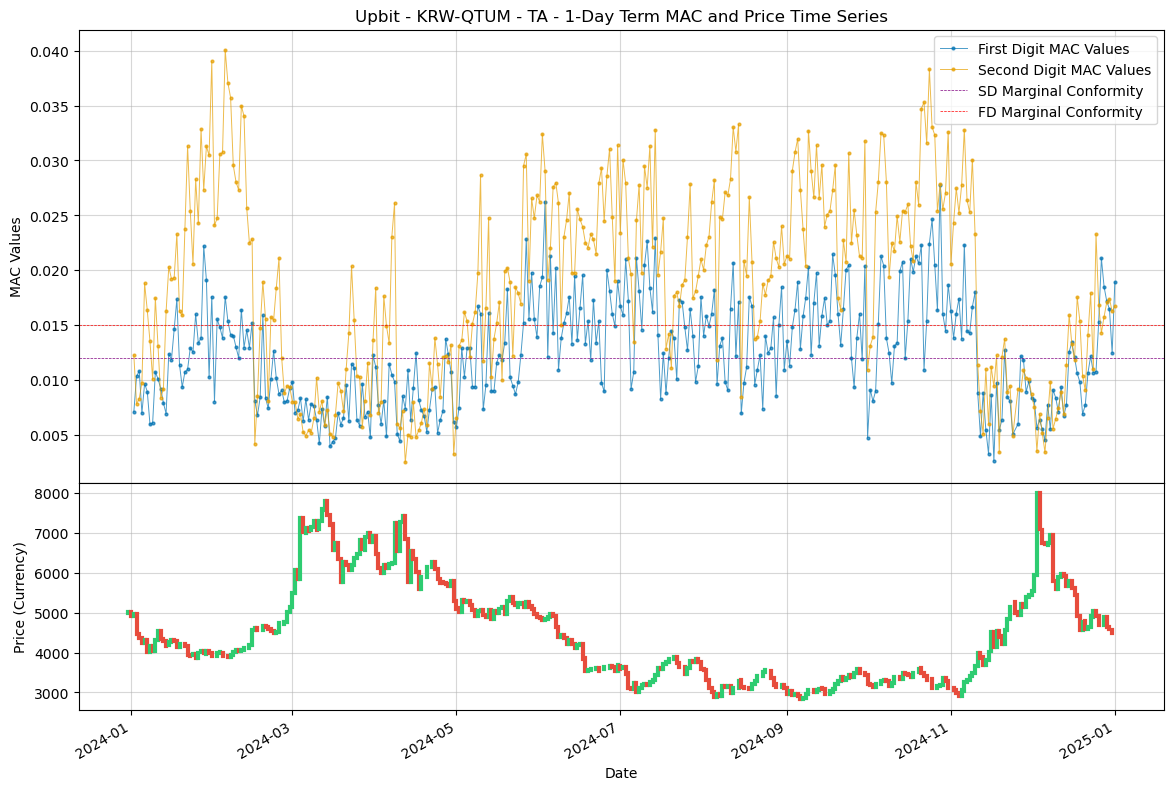 Upbit - KRW-QTUM - TA - 1-Day Term MAC and Price Time Series
First Digit MAC Values
Second Digit MAC Values
SD Marginal Conformity
FD Marginal Conformity
MAC Values
0.040
0.035
0.030
0.025
0.020
0.015
0.010
0.005
Price (Currency)
8000
7000
6000
5000
4000
3000
2024-01
2024-03
2024-05
2024-07
2024-09
2024-11
2025-01
Date